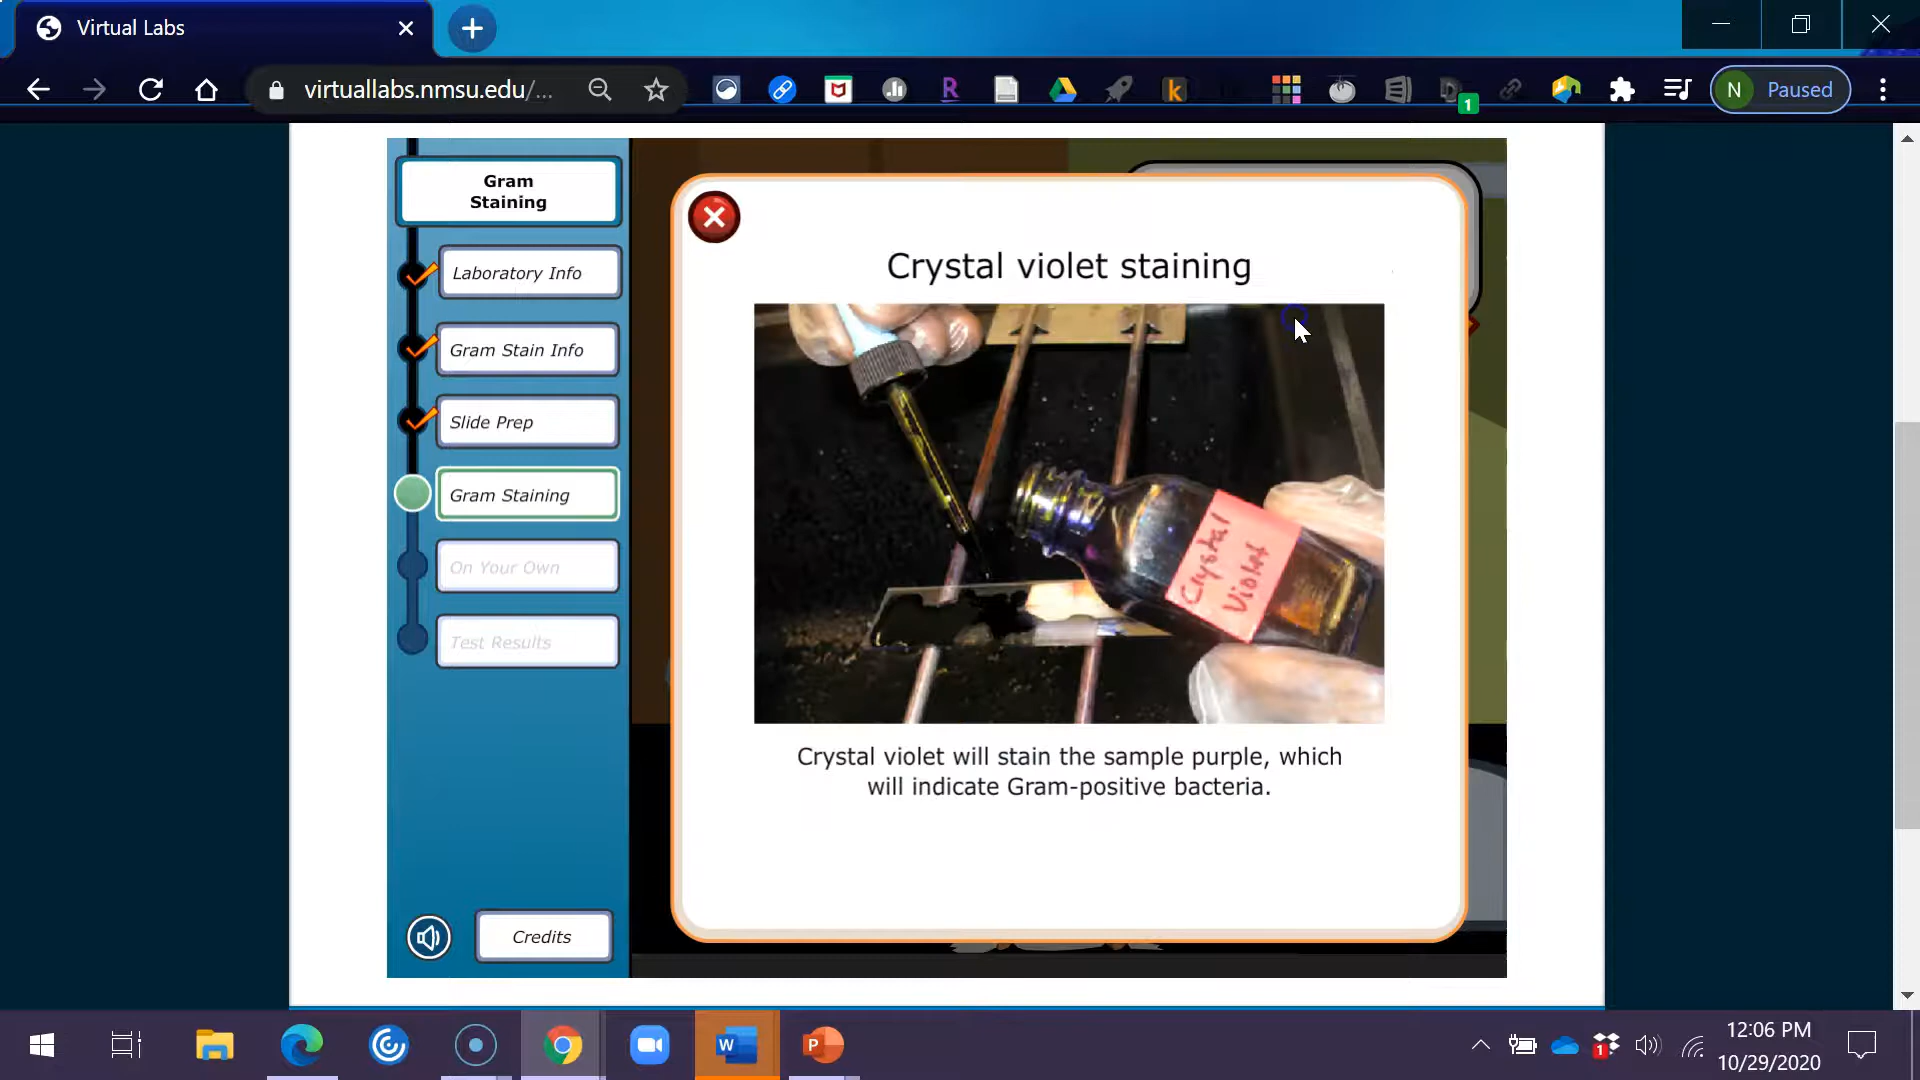 Virtual Labs
virtuallabs.nmsu.edu/...
R
k
1
N Paused
Gram
Staining
Laboratory Info
Gram Stain Info
Slide Prep
Gram Staining
On Your Own
Test Results
Credits
Crystal violet staining
Crystal
Violet
Crystal violet will stain the sample purple, which
will indicate Gram-positive bacteria.
W
P
1
12:06 PM
10/29/2020